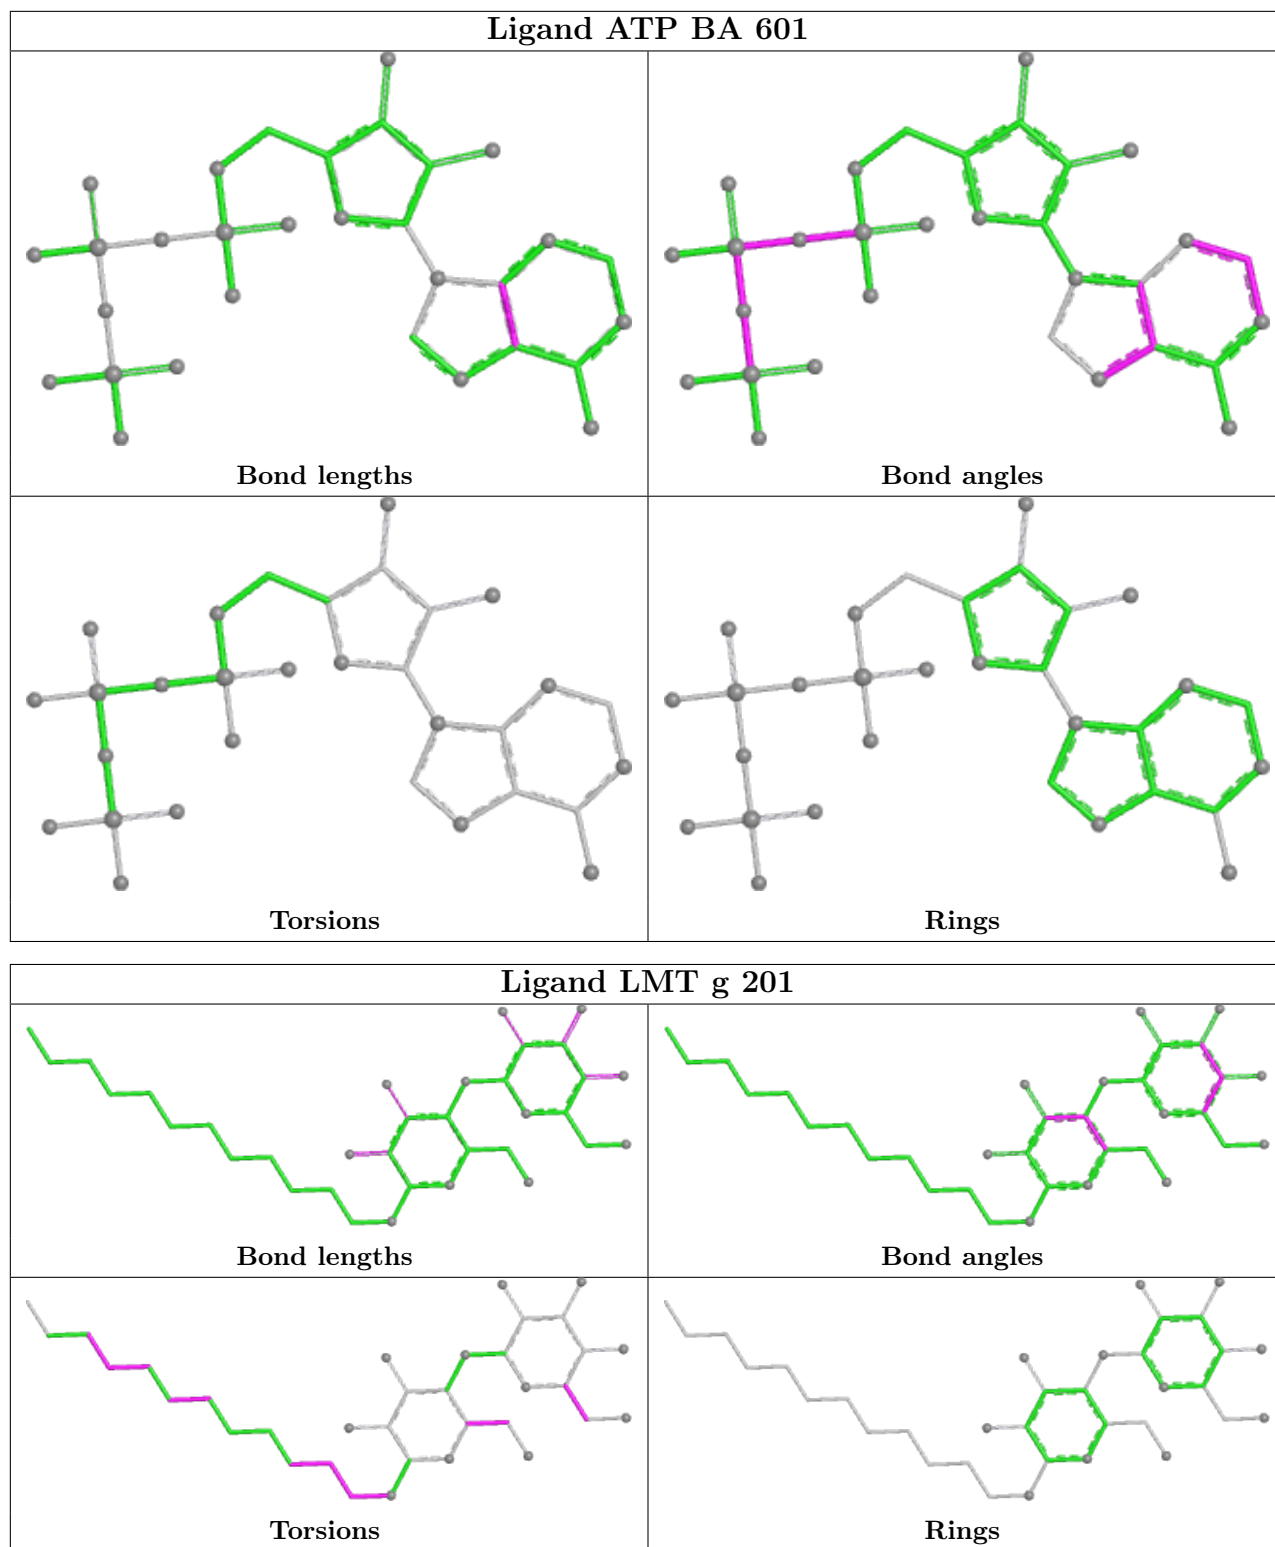 Ligand ATP BA 601
Bond lengths
Bond angles
Torsions
Rings
Ligand LMT g 201
Bond lengths
Bond angles
Torsions
Rings